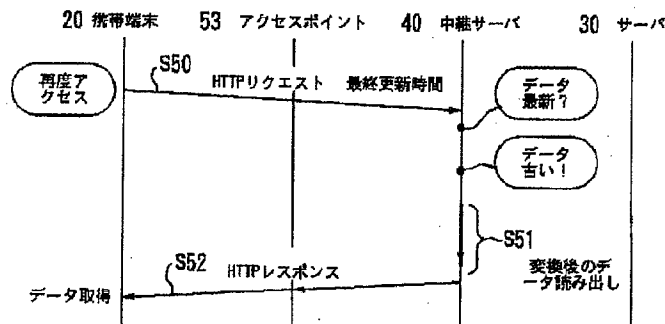 20 携帯端末 53 アクセスポイント 40 中継サーバ 30 サーバ
再度ア
クセス
S50
HTTPリクエスト 最終更新時間
データ
最新?
データ
古い!
S51
変換後のデ
ータ読み出し
S52
HTTPレスポンス
データ取得